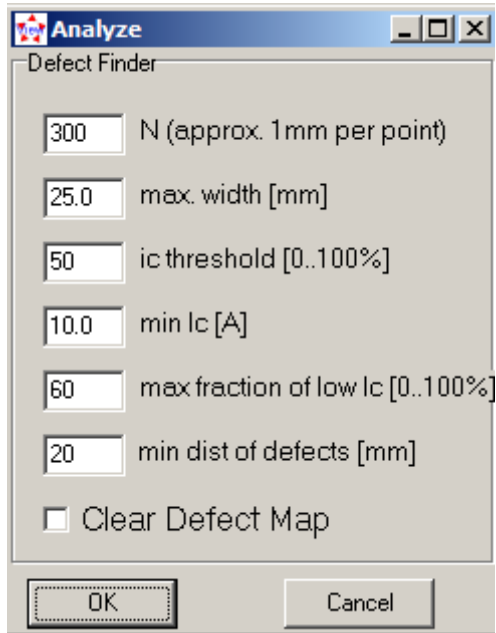 View Analyze
Defect Finder
300 N (approx. 1mm per point)
25.0 max. width [mm]
50 ic threshold [0..100%]
10.0 min Ic [A]
60 max fraction of low Ic [0..100%]
20 min dist of defects [mm]
Clear Defect Map
OK Cancel